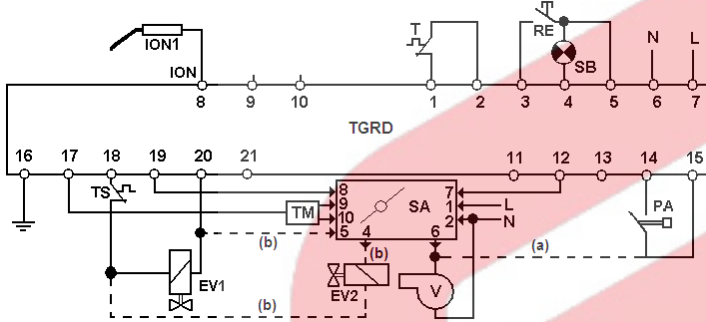 T
RE
N
L
ION1
SB
ION
8
9
10
1
2
3
4
5
6
7
TGRD
16
17
18
19
20
21
11
12
13
14
15
TS
8
7
9
1
L
TM
SA
10
2
N
PA
(b)
5
4
6
(b)
(a)
EV1
EV2
V
(b)